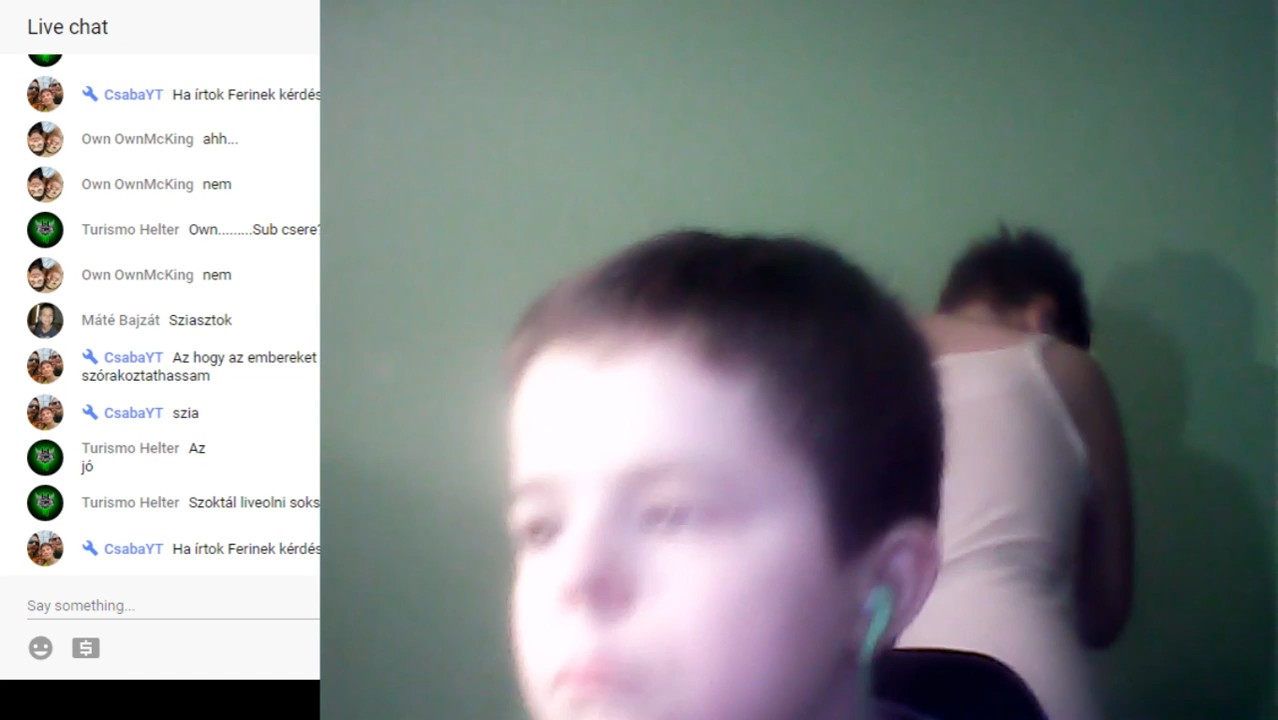 Live chat
CsabaYT Ha írtok Ferinek kérdés
Own OwnMcKing ahh...
Own OwnMcKing nem
Turismo Helter Own.........Sub csere?
Own OwnMcKing nem
Máté Bajzát Sziasztok
CsabaYT Az hogy az embereket
szórakoztathassam
CsabaYT szia
Turismo Helter Az
jó
Turismo Helter Szoktál liveolni soks
CsabaYT Ha írtok Ferinek kérdés
Say something...